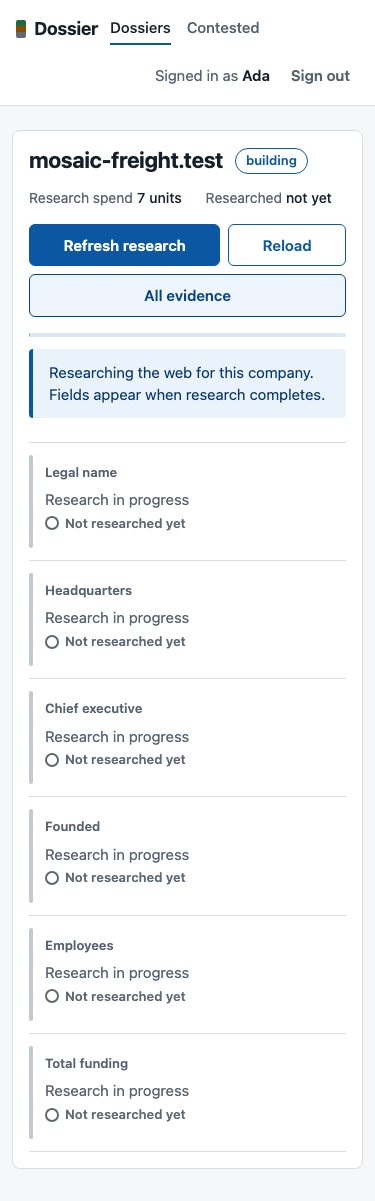 Dossier Dossiers Contested
Signed in as Ada Sign out
mosaic-freight.test building
Research spend 7 units Researched not yet
Refresh research Reload
All evidence
Researching the web for this company.
Fields appear when research completes.
Legal name
Research in progress
Not researched yet
Headquarters
Research in progress
Not researched yet
Chief executive
Research in progress
Not researched yet
Founded
Research in progress
Not researched yet
Employees
Research in progress
Not researched yet
Total funding
Research in progress
Not researched yet